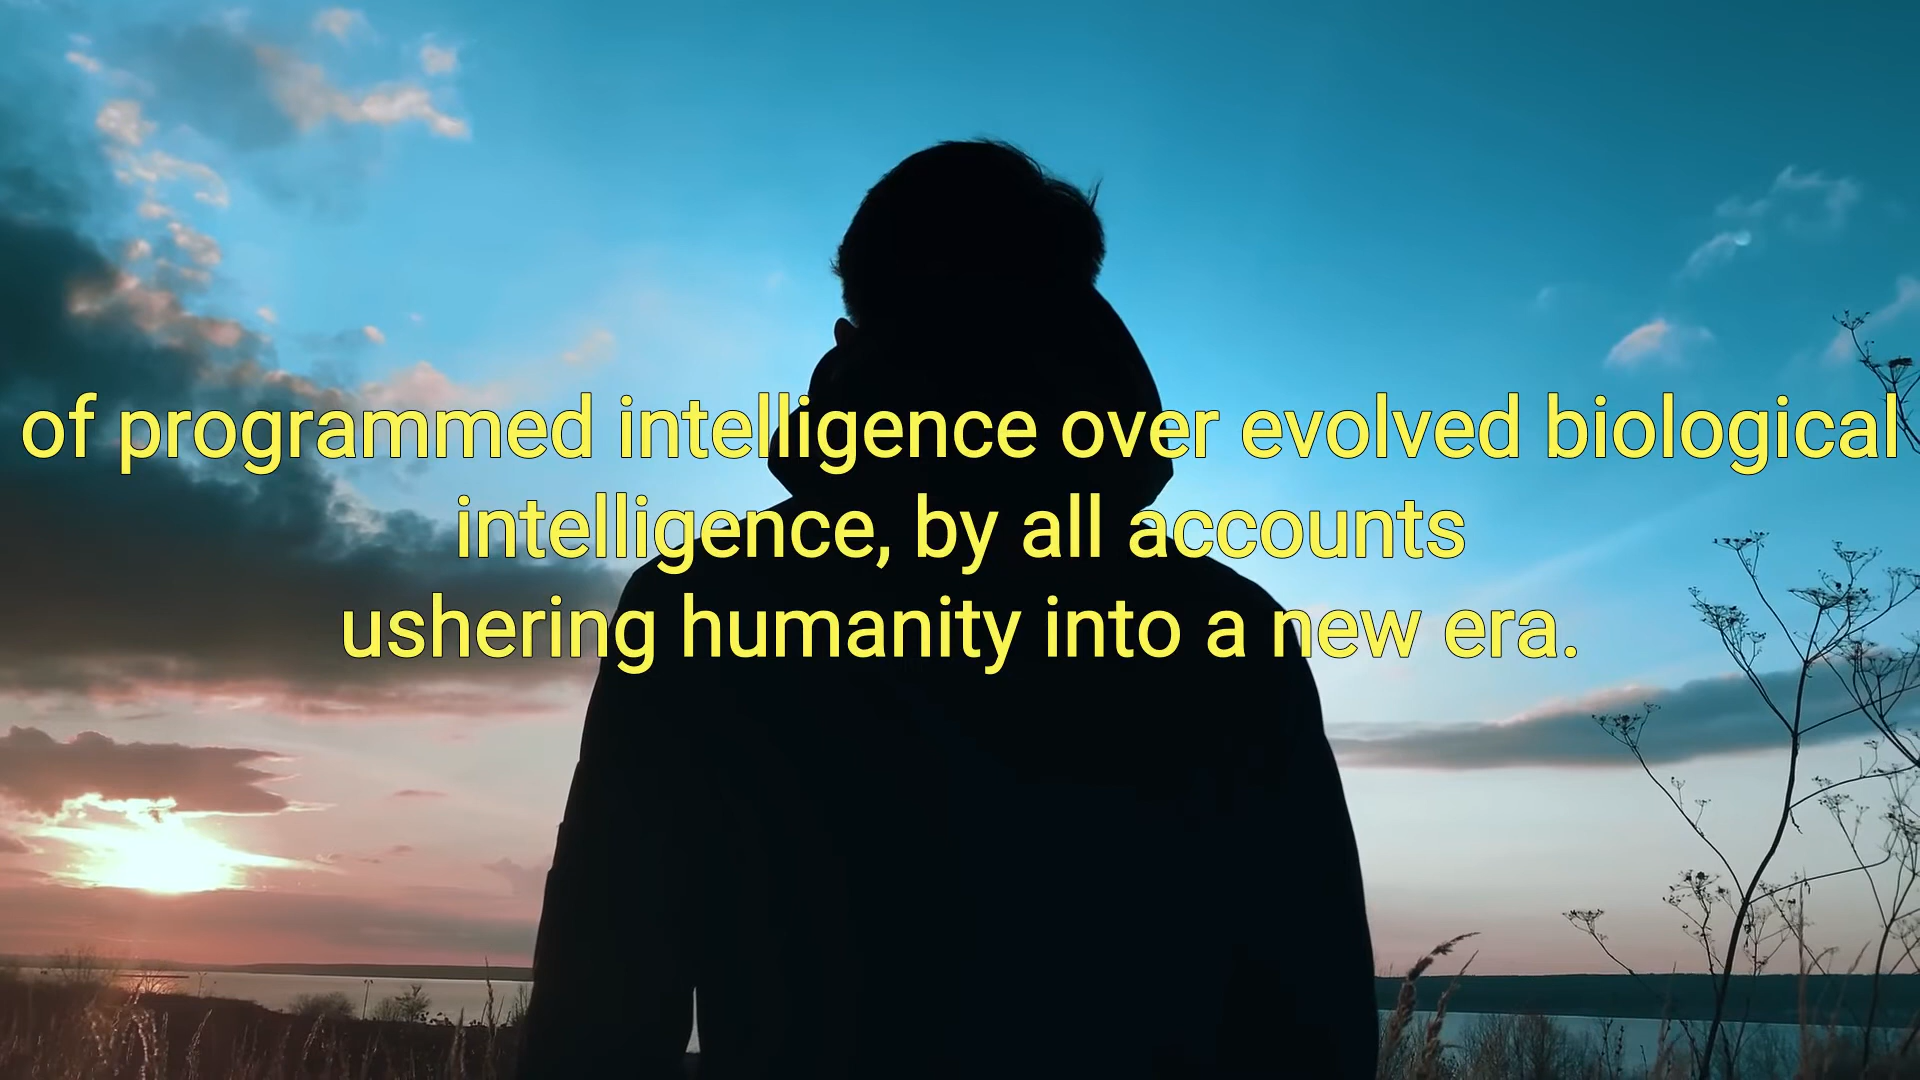 of programmed intelligence over evolved biological
intelligence, by all accounts
ushering humanity into a new era.